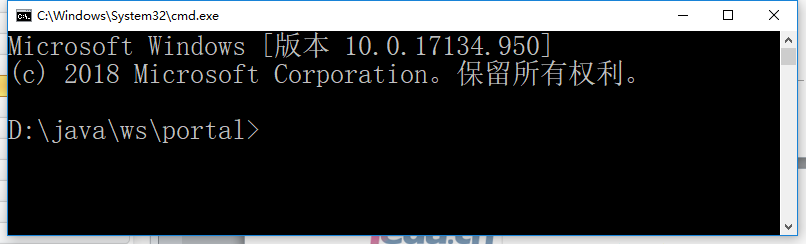 C:\Windows\System32\cmd.exe
Microsoft Windows [版本 10.0.17134.950]
(c) 2018 Microsoft Corporation。保留所有权利。
D:\java\ws\portal>